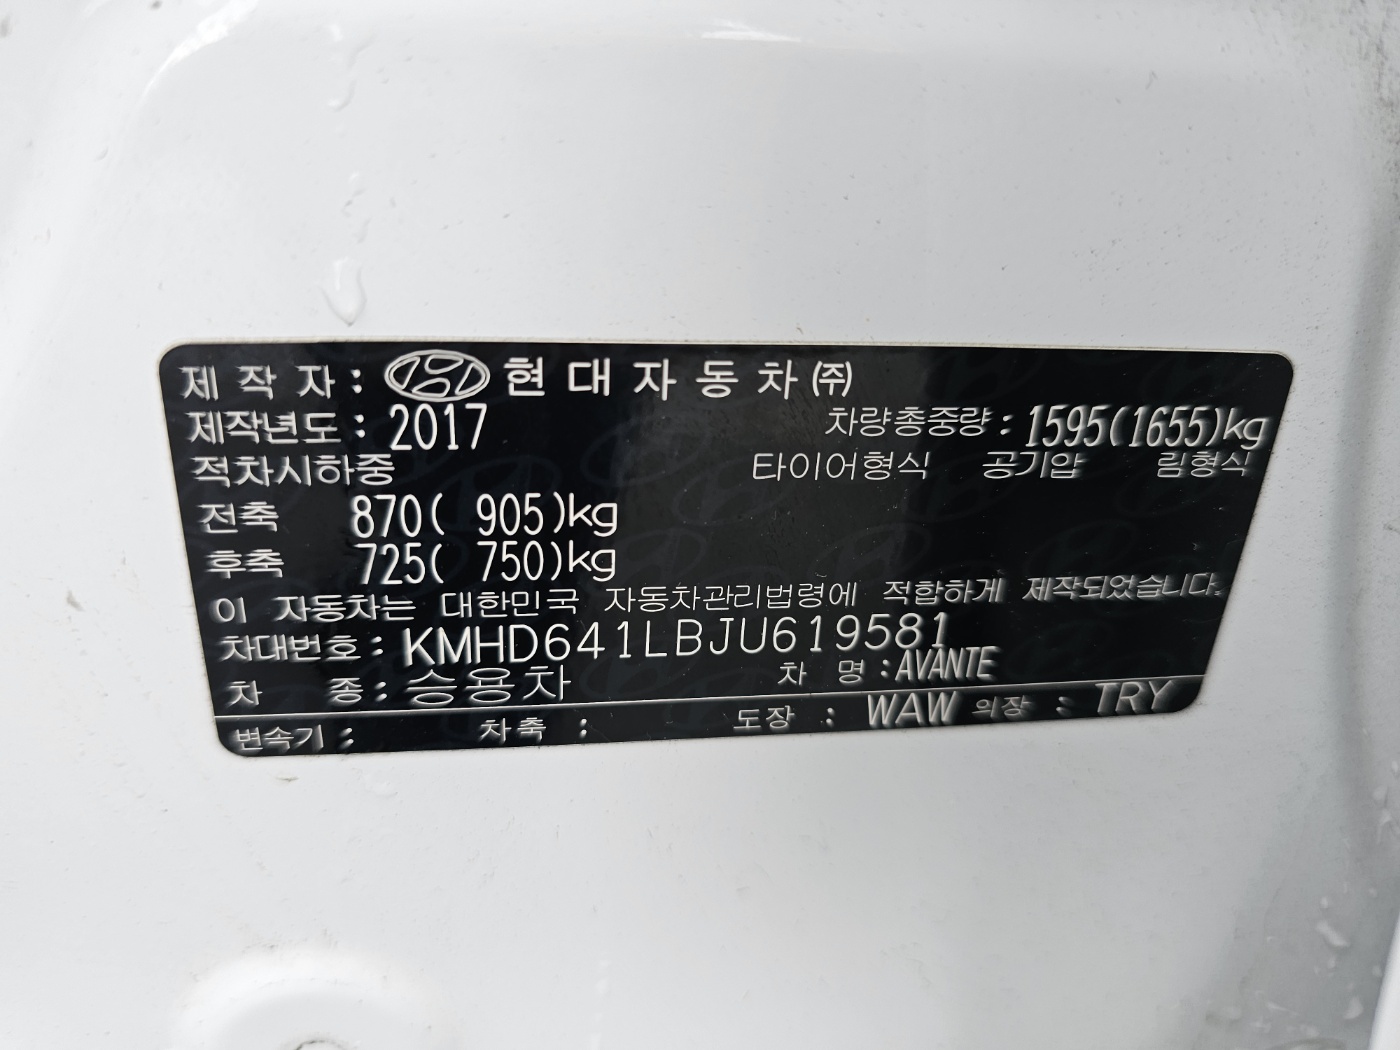 제 작 자 : 현 대 자 동 차 ㈜
제작년도 : 2017 차량총중량 : 1595(1655)kg
적차시하중 타이어형식 공기압 림형식
전축 870( 905)kg
후축 725( 750)kg
이 자동차는 대한민국 자동차관리법령에 적합하게 제작되었습니다.
차대번호 : KMHD641LBJU619581
차 종 : 승용차 차 명 : AVANTE
변속기 : 차축 : 도장 : WAW 의장 : TRY